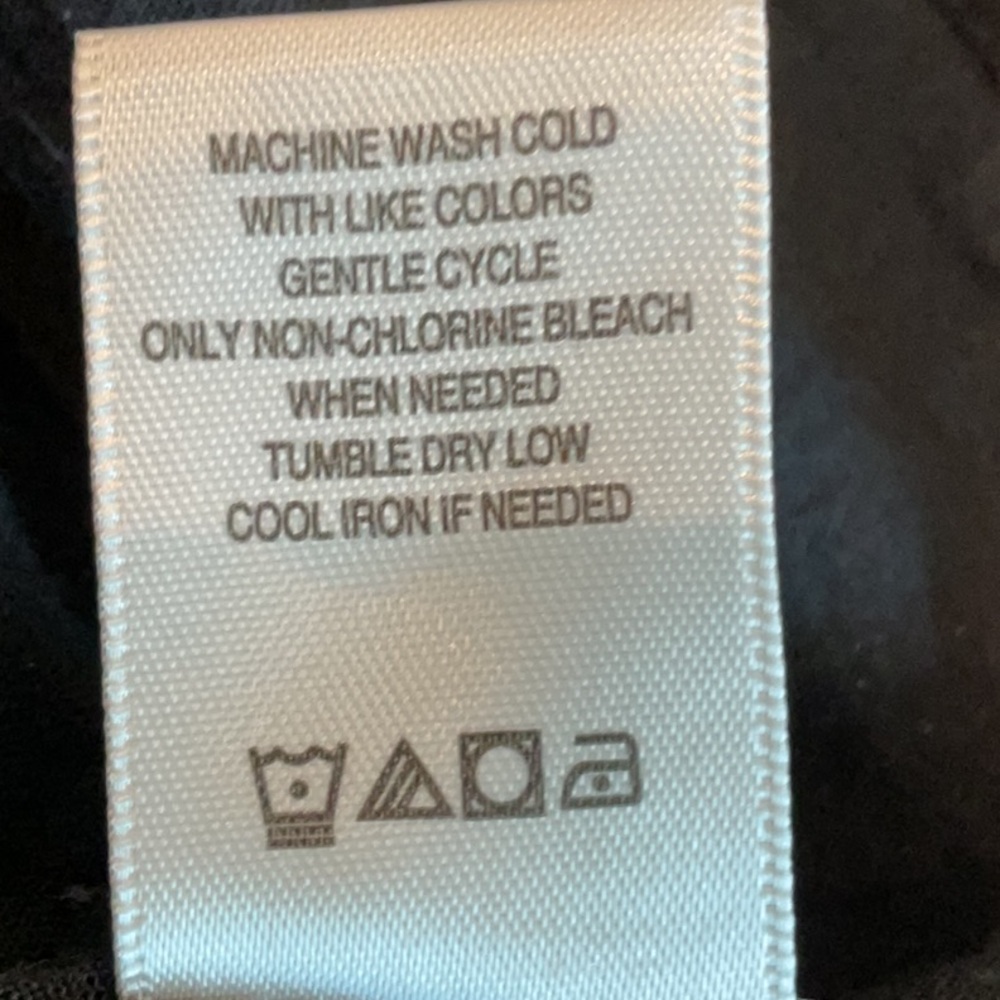 MACHINE WASH COLD
WITH LIKE COLORS
GENTLE CYCLE
ONLY NON-CHLORINE BLEACH
WHEN NEEDED
TUMBLE DRY LOW
COOL IRON IF NEEDED